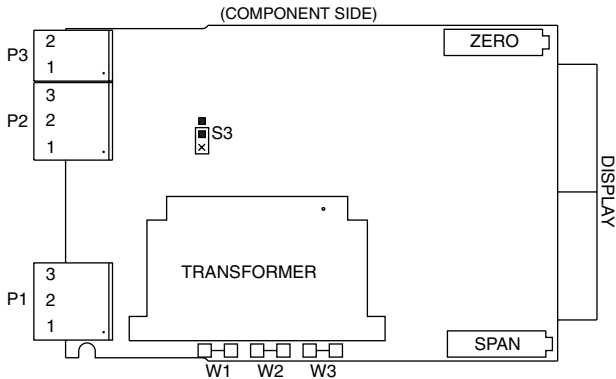 (COMPONENT SIDE)
P3
2
1
ZERO
P2
3
2
1
S3
DISPLAY
TRANSFORMER
P1
3
2
1
SPAN
W1 W2 W3